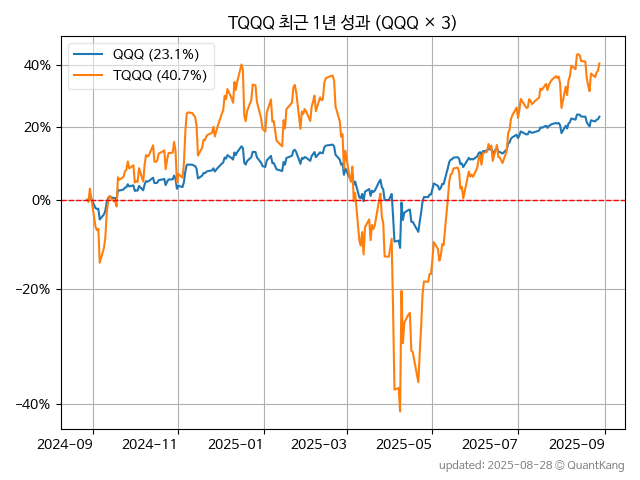 TQQQ 최근 1년 성과 (QQQ × 3)
QQQ (23.1%)
TQQQ (40.7%)
40%
20%
0%
−20%
−40%
2024-09 2024-11 2025-01 2025-03 2025-05 2025-07 2025-09
updated: 2025-08-28 © QuantKang